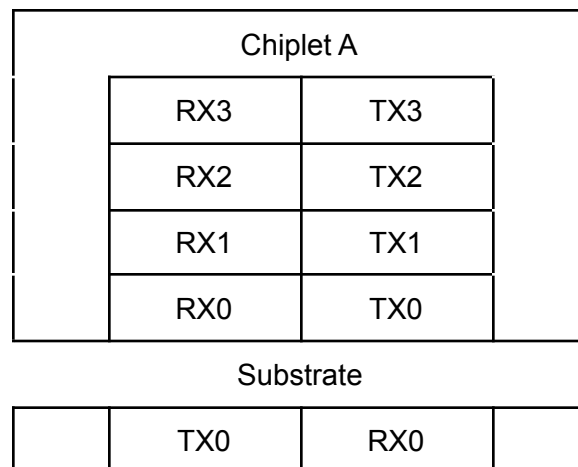 Chiplet A
RX3 TX3
RX2 TX2
RX1 TX1
RX0 TX0
Substrate
TX0 RX0